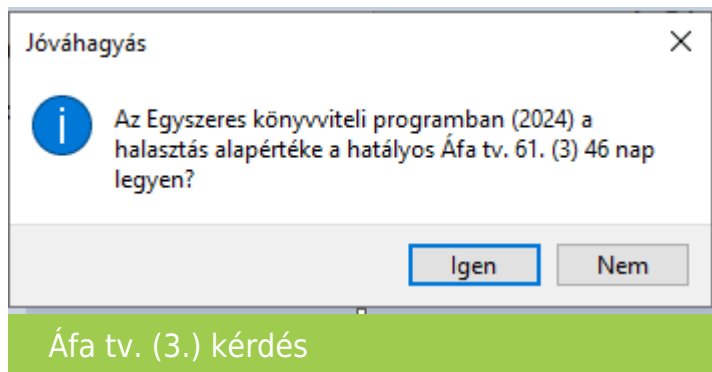 Jóváhagyás
Az Egyszeres könyvviteli programban (2024) a
halasztás alapértéke a hatályos Áfa tv. 61. (3) 46 nap
legyen?
Igen
Nem
Áfa tv. (3.) kérdés